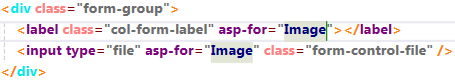 <div class="form-group">
<label class="col-form-label" asp-for="Image"></label>
<input type="file" asp-for="Image" class="form-control-file" />
</div>